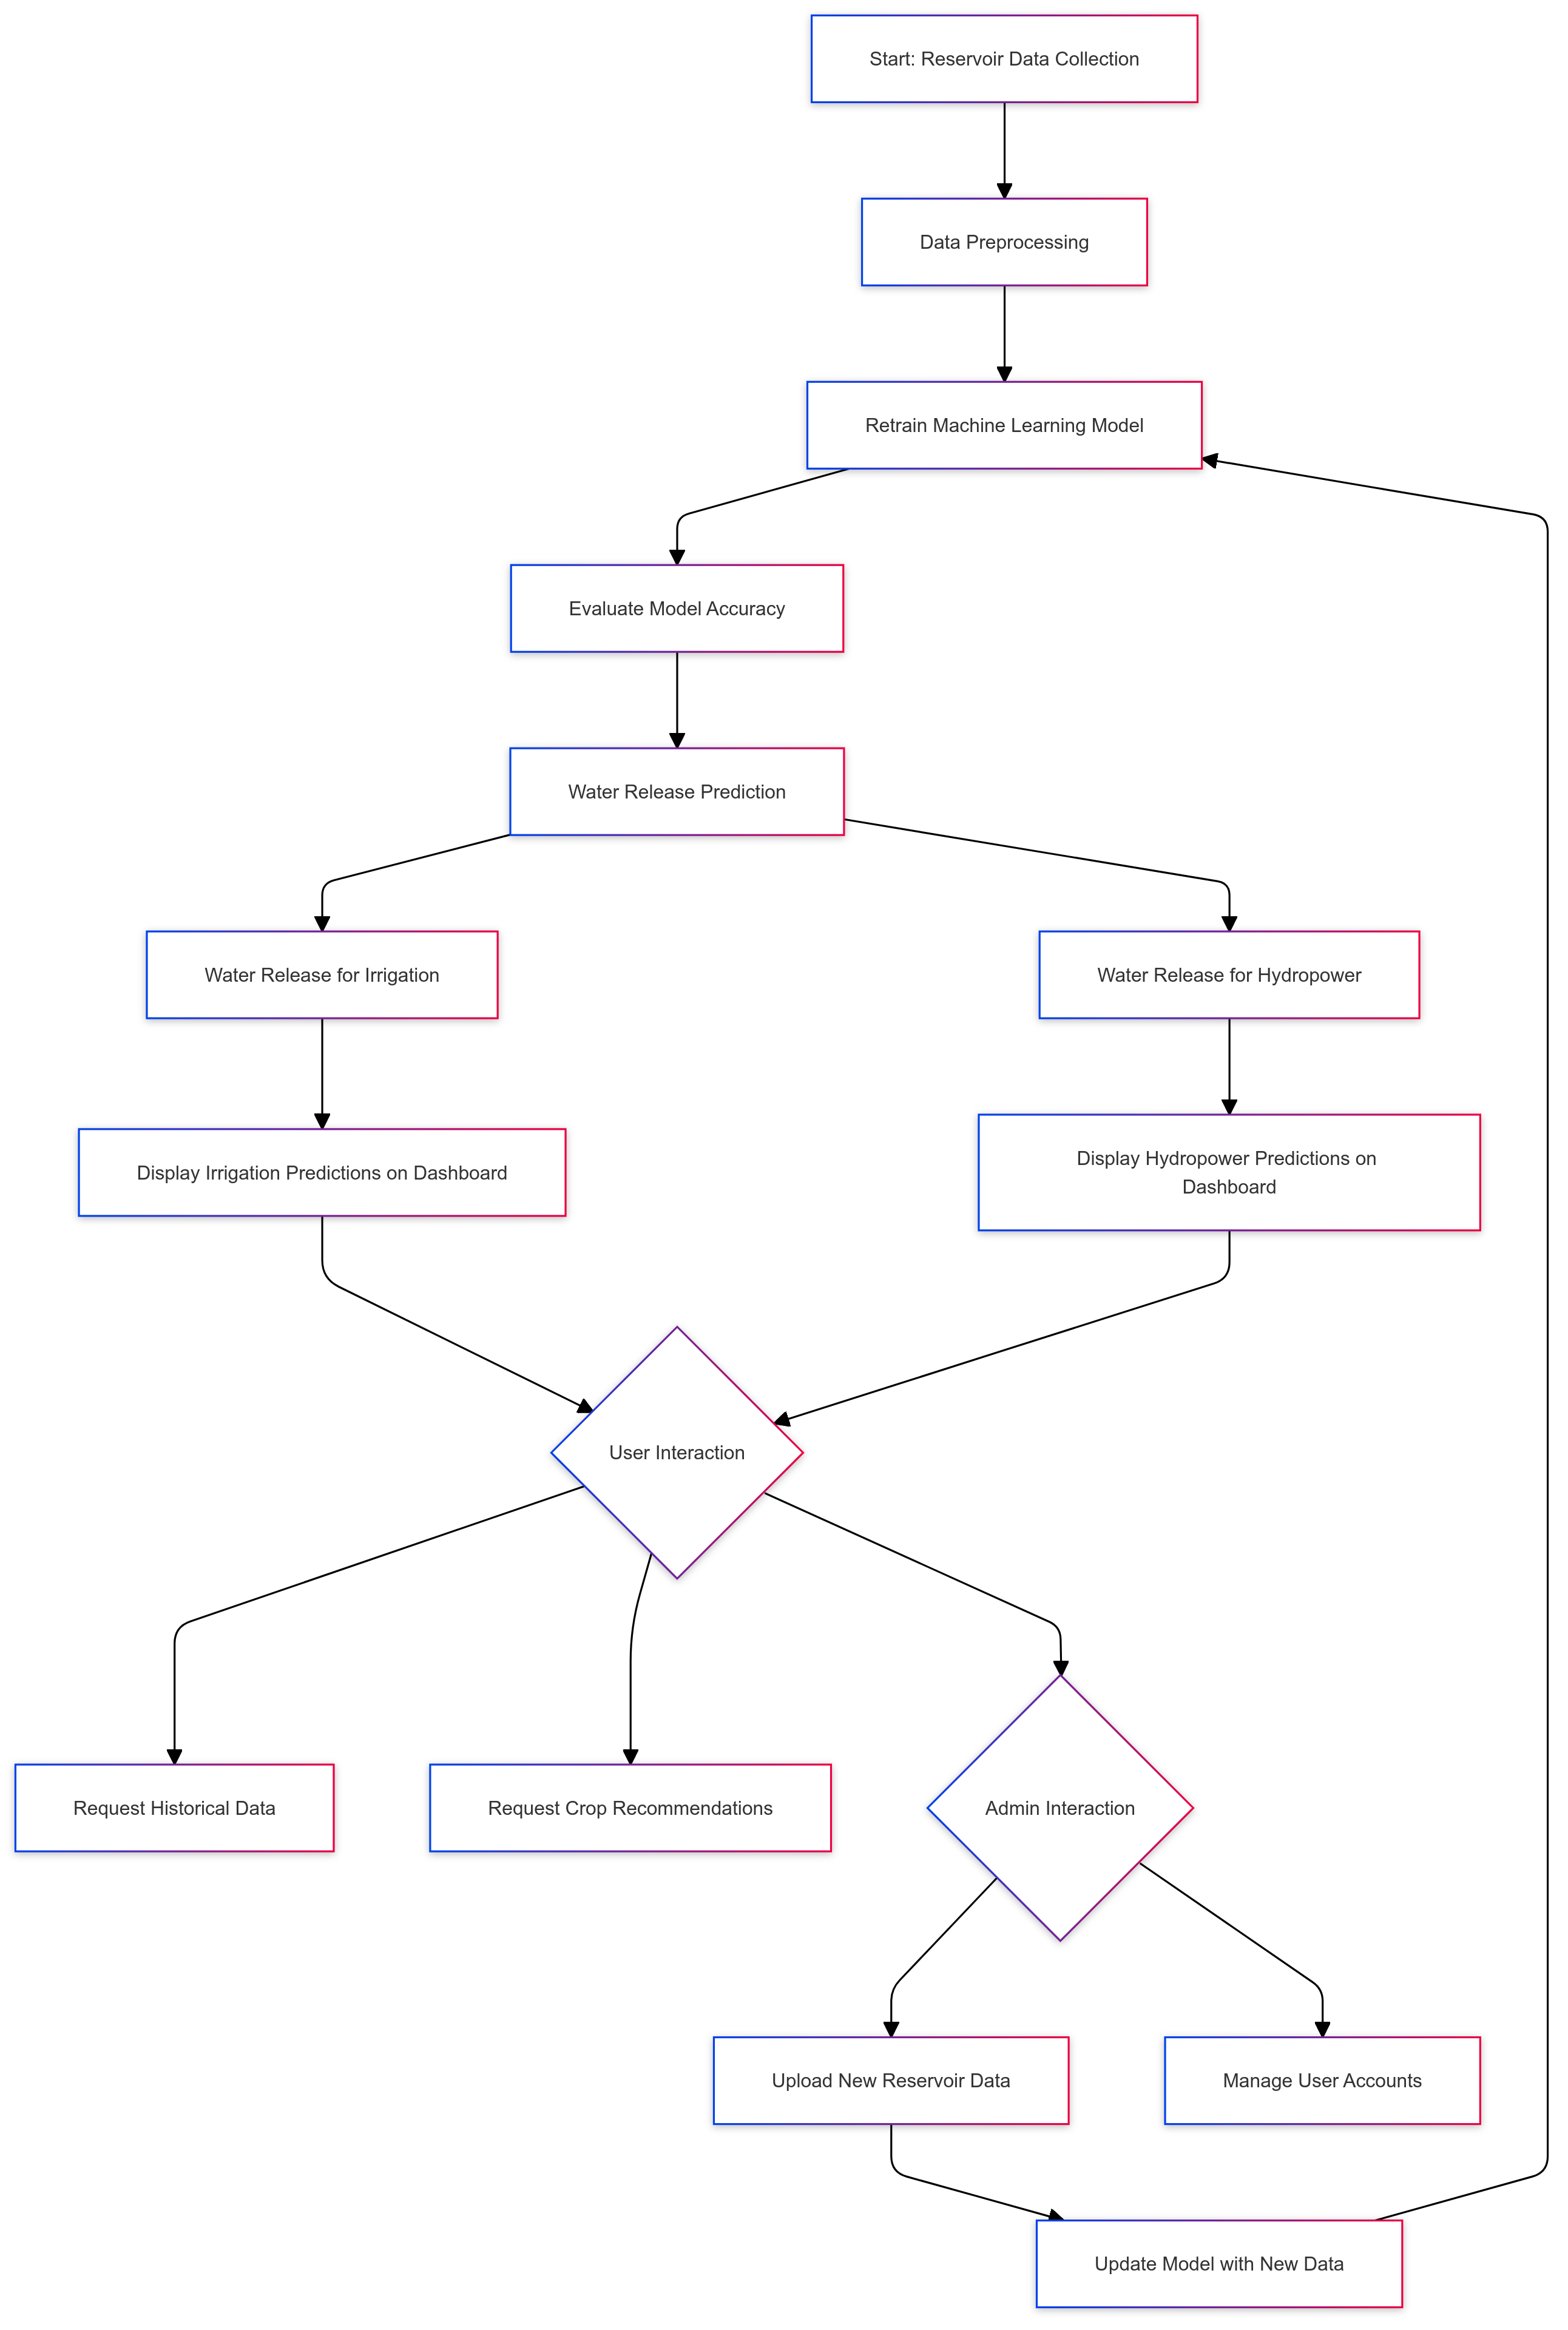 Start: Reservoir Data Collection
Data Preprocessing
Retrain Machine Learning Model
Evaluate Model Accuracy
Water Release Prediction
Water Release for Irrigation
Water Release for Hydropower
Display Irrigation Predictions on Dashboard
Display Hydropower Predictions on
Dashboard
User Interaction
Request Historical Data
Request Crop Recommendations
Admin Interaction
Upload New Reservoir Data
Manage User Accounts
Update Model with New Data